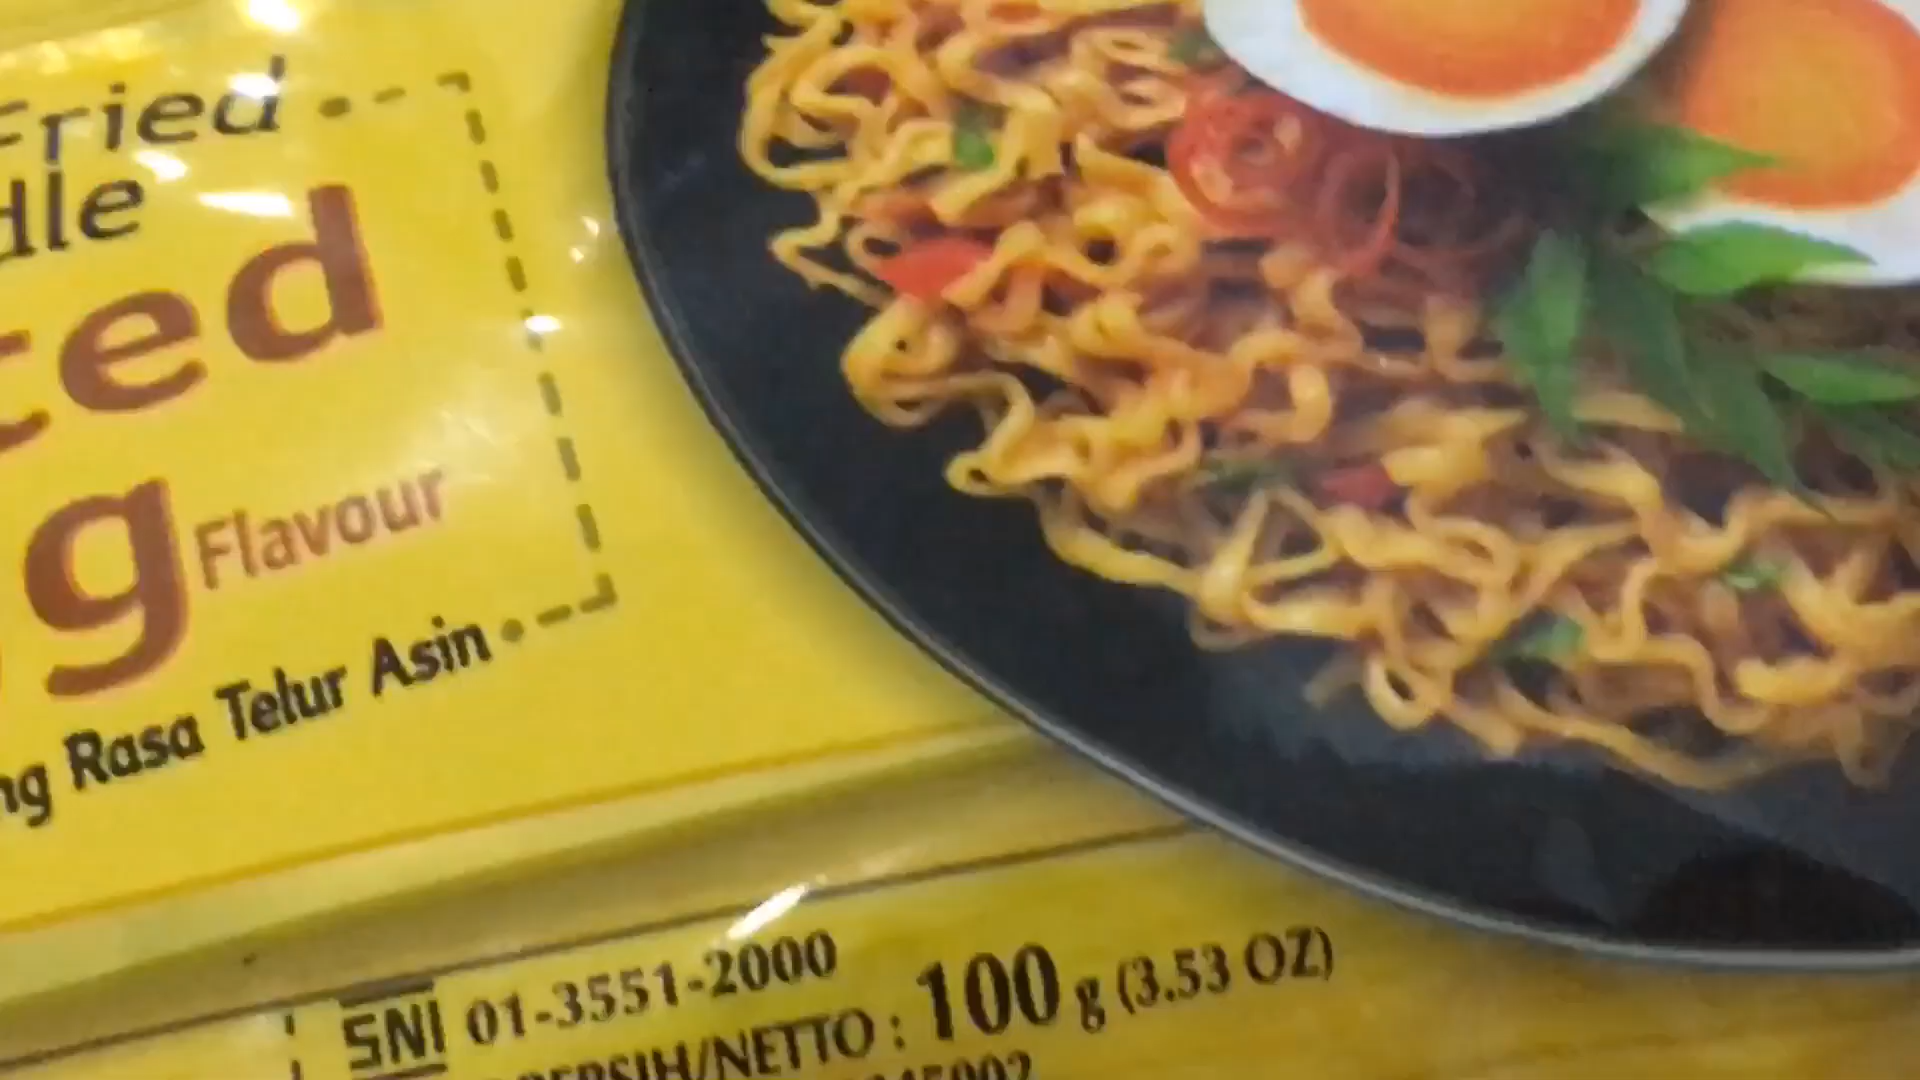 Fried
dle
ted
g Flavour
ng Rasa Telur Asin
SNI 01-3551-2000
BERSIH/NETTO : 100 g (3.53 OZ)